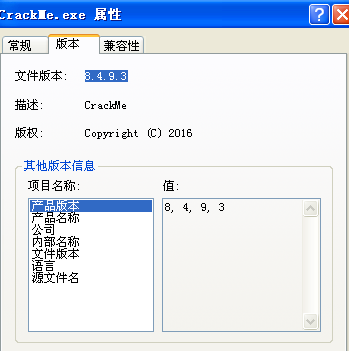 CrackMe.exe 属性
常规 版本 兼容性
文件版本: 8.4.9.3
描述: CrackMe
版权: Copyright (C) 2016
其他版本信息
项目名称: 值:
产品版本 8, 4, 9, 3
产品名称
公司
内部名称
文件版本
语言
源文件名